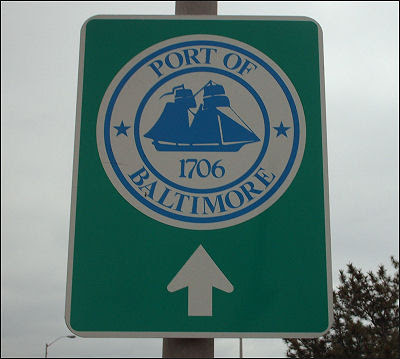 PORT OF
1706
BALTIMORE